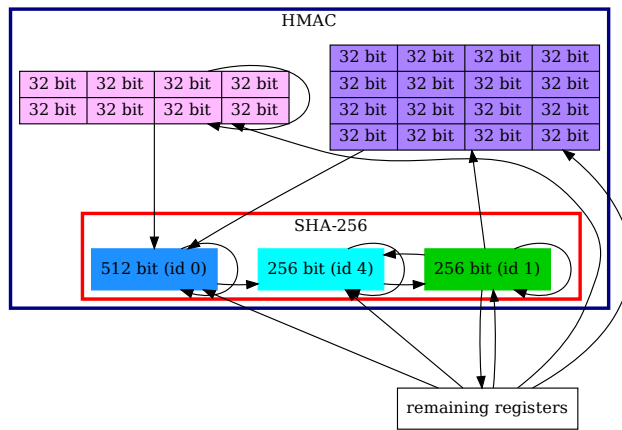 HMAC
32 bit 32 bit 32 bit 32 bit
32 bit 32 bit 32 bit 32 bit
32 bit 32 bit 32 bit 32 bit
32 bit 32 bit 32 bit 32 bit
32 bit 32 bit 32 bit 32 bit
32 bit 32 bit 32 bit 32 bit
SHA-256
512 bit (id 0) 256 bit (id 4) 256 bit (id 1)
remaining registers